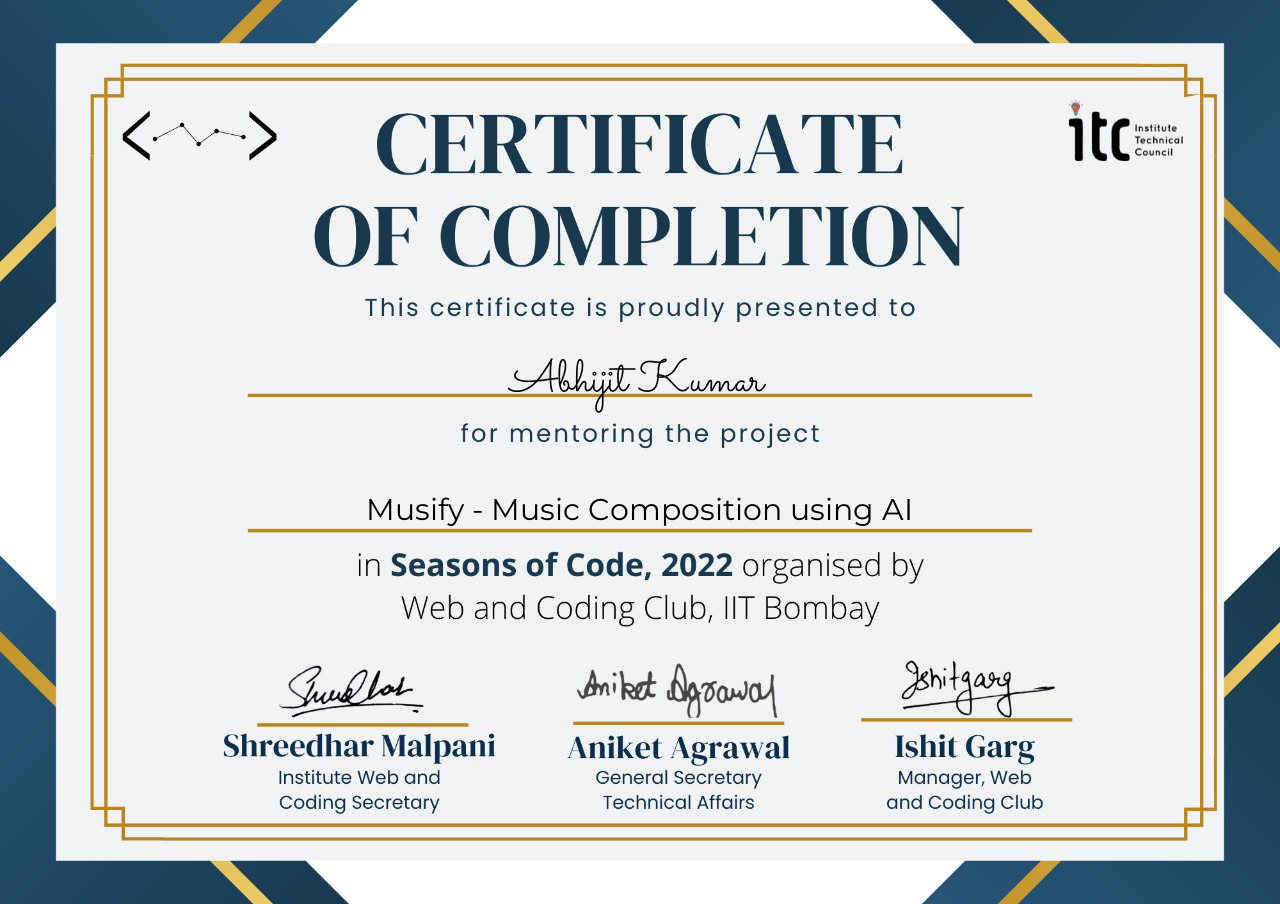 CERTIFICATE
OF COMPLETION
itc Institute
Technical
Council
This certificate is proudly presented to
Abhijit Kumar
for mentoring the project
Musify - Music Composition using AI
in Seasons of Code, 2022 organised by
Web and Coding Club, IIT Bombay
Shreedhar
Aniket Agrawal
Ishitgarg
Shreedhar Malpani
Aniket Agrawal
Ishit Garg
Institute Web and
Coding Secretary
General Secretary
Technical Affairs
Manager, Web
and Coding Club